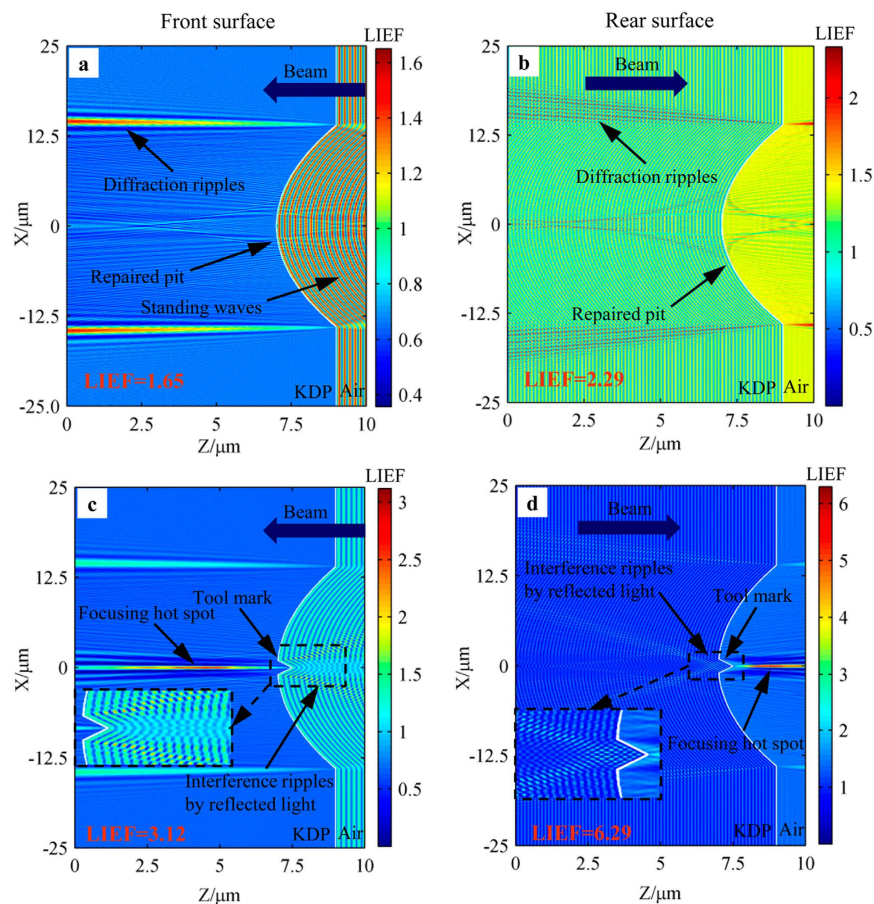 Front surface
Rear surface
a
Beam
Diffraction ripples
Repaired pit
Standing waves
LIEF=1.65
KDP
Air
X/μm
25
12.5
0
-12.5
-25.0
0
2.5
5.0
7.5
10
Z/μm
LIEF
1.6
1.4
1.2
1
0.8
0.6
0.4
b
Beam
Diffraction ripples
Repaired pit
LIEF=2.29
KDP
Air
X/μm
25
12.5
0
-12.5
-25
0
2.5
5.0
7.5
10
Z/μm
LIEF
2
1.5
1
0.5
c
Beam
Tool mark
Focusing hot spot
Interference ripples
by reflected light
LIEF=3.12
KDP
Air
X/μm
25
12.5
0
-12.5
-25
0
2.5
5.0
7.5
10
Z/μm
LIEF
3
2.5
2
1.5
1
0.5
d
Beam
Interference ripples
by reflected light
Tool mark
Focusing hot spot
LIEF=6.29
KDP
Air
X/μm
25
12.5
0
-12.5
-25
0
2.5
5.0
7.5
10
Z/μm
LIEF
6
5
4
3
2
1